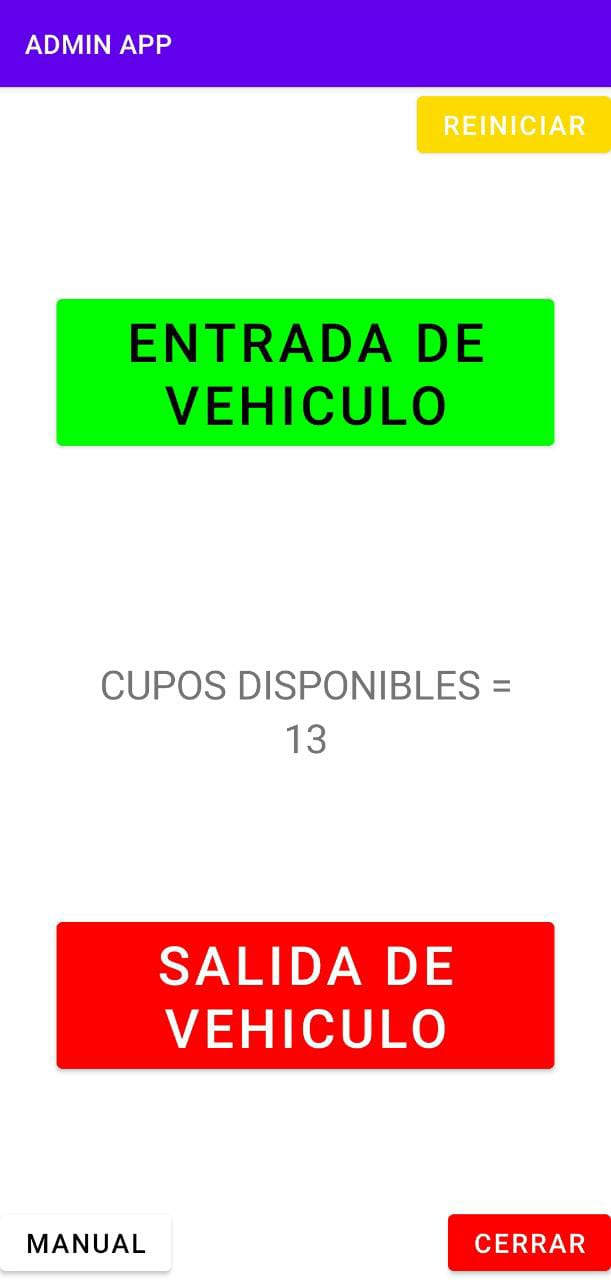 ADMIN APP
REINICIAR
ENTRADA DE
VEHICULO
CUPOS DISPONIBLES =
13
SALIDA DE
VEHICULO
MANUAL
CERRAR